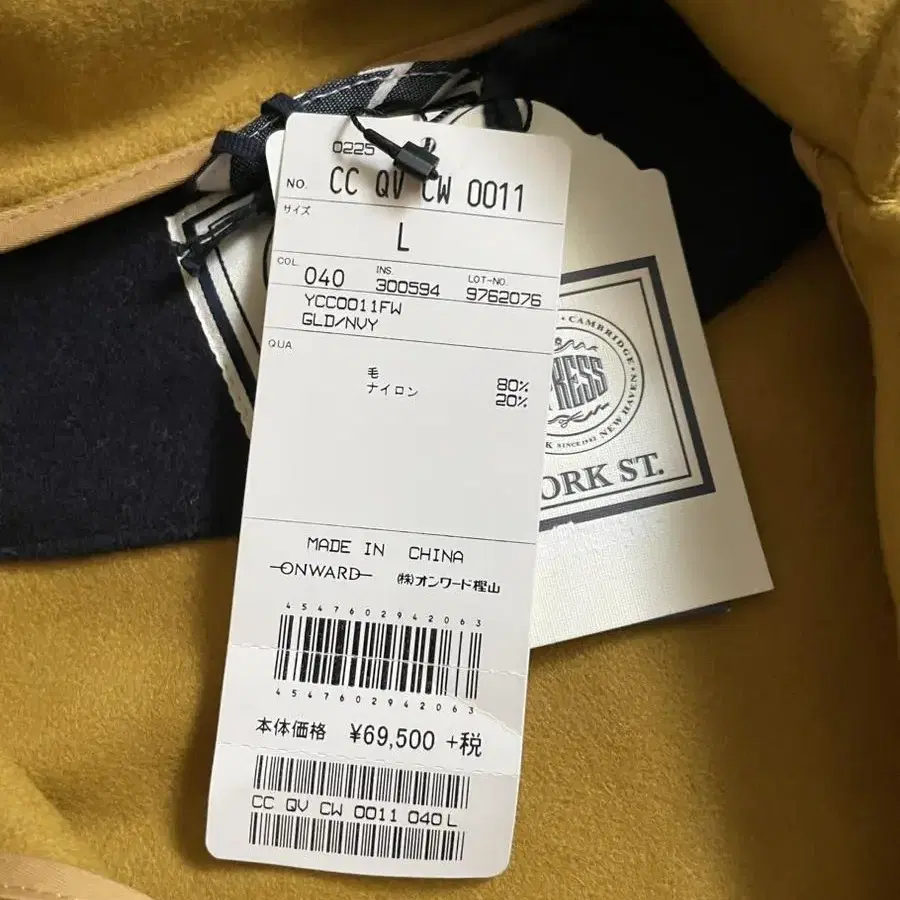 0225
NO. CC QV CW 0011
サイズ
L
COL. 040 INS. 300594 LOT-NO. 9762076
YCC0011FW
GLD/NVY
QUA
毛 80%
ナイロン 20%
MADE IN CHINA
ONWARD ㈱オンワード樫山
4547602942063
4547602942063
本体価格 ¥69,500 +税
CC QV CW 0011 040 L
CAMBRIDGE
NEW HAVEN
RESS
SINCE 1902
ORK ST.